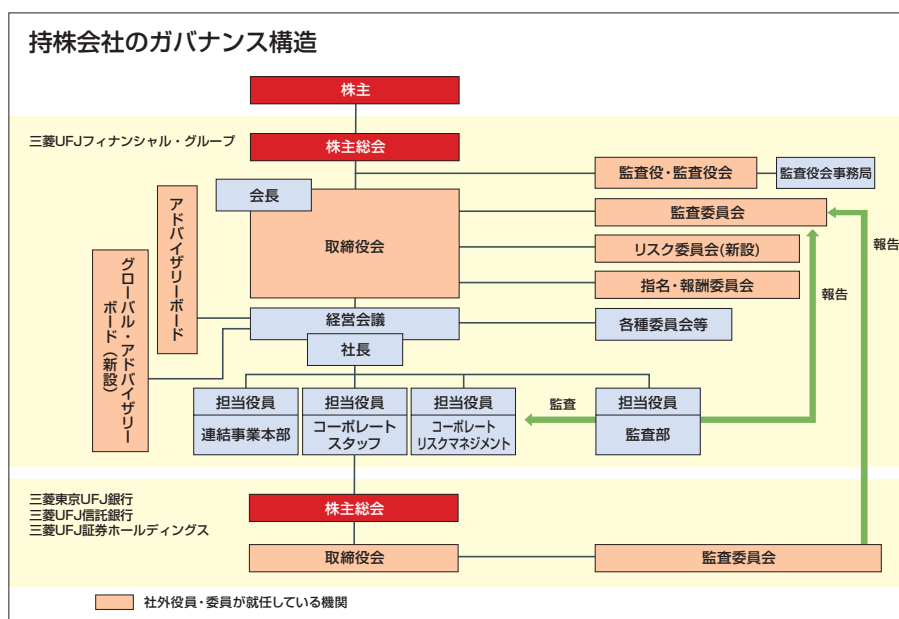 持株会社のガバナンス構造
株主
三菱UFJフィナンシャル・グループ
株主総会
監査役・監査役会
監査役会事務局
会長
取締役会
監査委員会
リスク委員会(新設)
指名・報酬委員会
報告
報告
アドバイザリーボード
グローバル・アドバイザリー
ボード（新設）
経営会議
各種委員会等
社長
担当役員
連結事業本部
担当役員
コーポレート
スタッフ
担当役員
コーポレート
リスクマネジメント
監査
担当役員
監査部
三菱東京UFJ銀行
三菱UFJ信託銀行
三菱UFJ証券ホールディングス
株主総会
取締役会
監査委員会
社外役員・委員が就任している機関